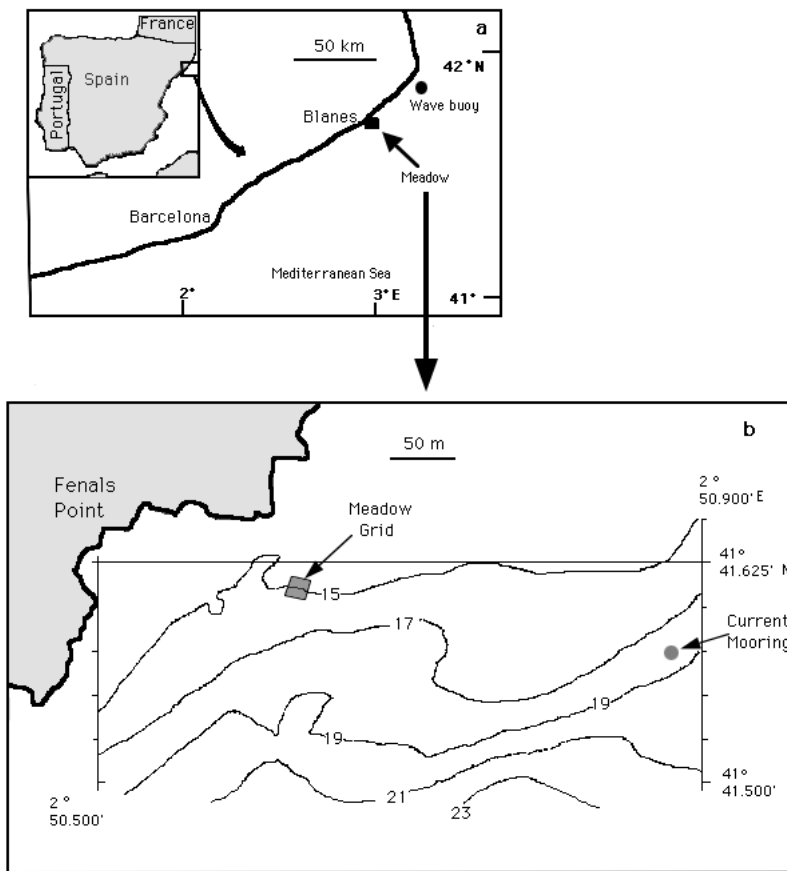 France
a
50 km
42° N
Spain
Portugal
Wave buoy
Blanes
Meadow
Barcelona
Mediterranean Sea
2°
3° E
41°
b
50 m
Fenals
Point
Meadow
Grid
2 °
50.900' E
41°
41.625' N
15
17
Current
Mooring
19
19
41°
41.500'
2 °
50.500'
21
23